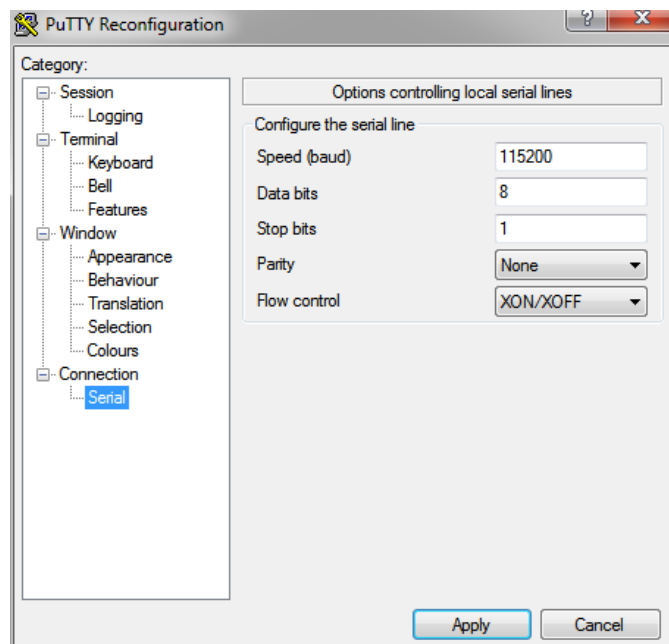 PuTTY Reconfiguration
Category:
Session
Logging
Terminal
Keyboard
Bell
Features
Window
Appearance
Behaviour
Translation
Selection
Colours
Connection
Serial
Options controlling local serial lines
Configure the serial line
Speed (baud) 115200
Data bits 8
Stop bits 1
Parity None
Flow control XON/XOFF
Apply Cancel